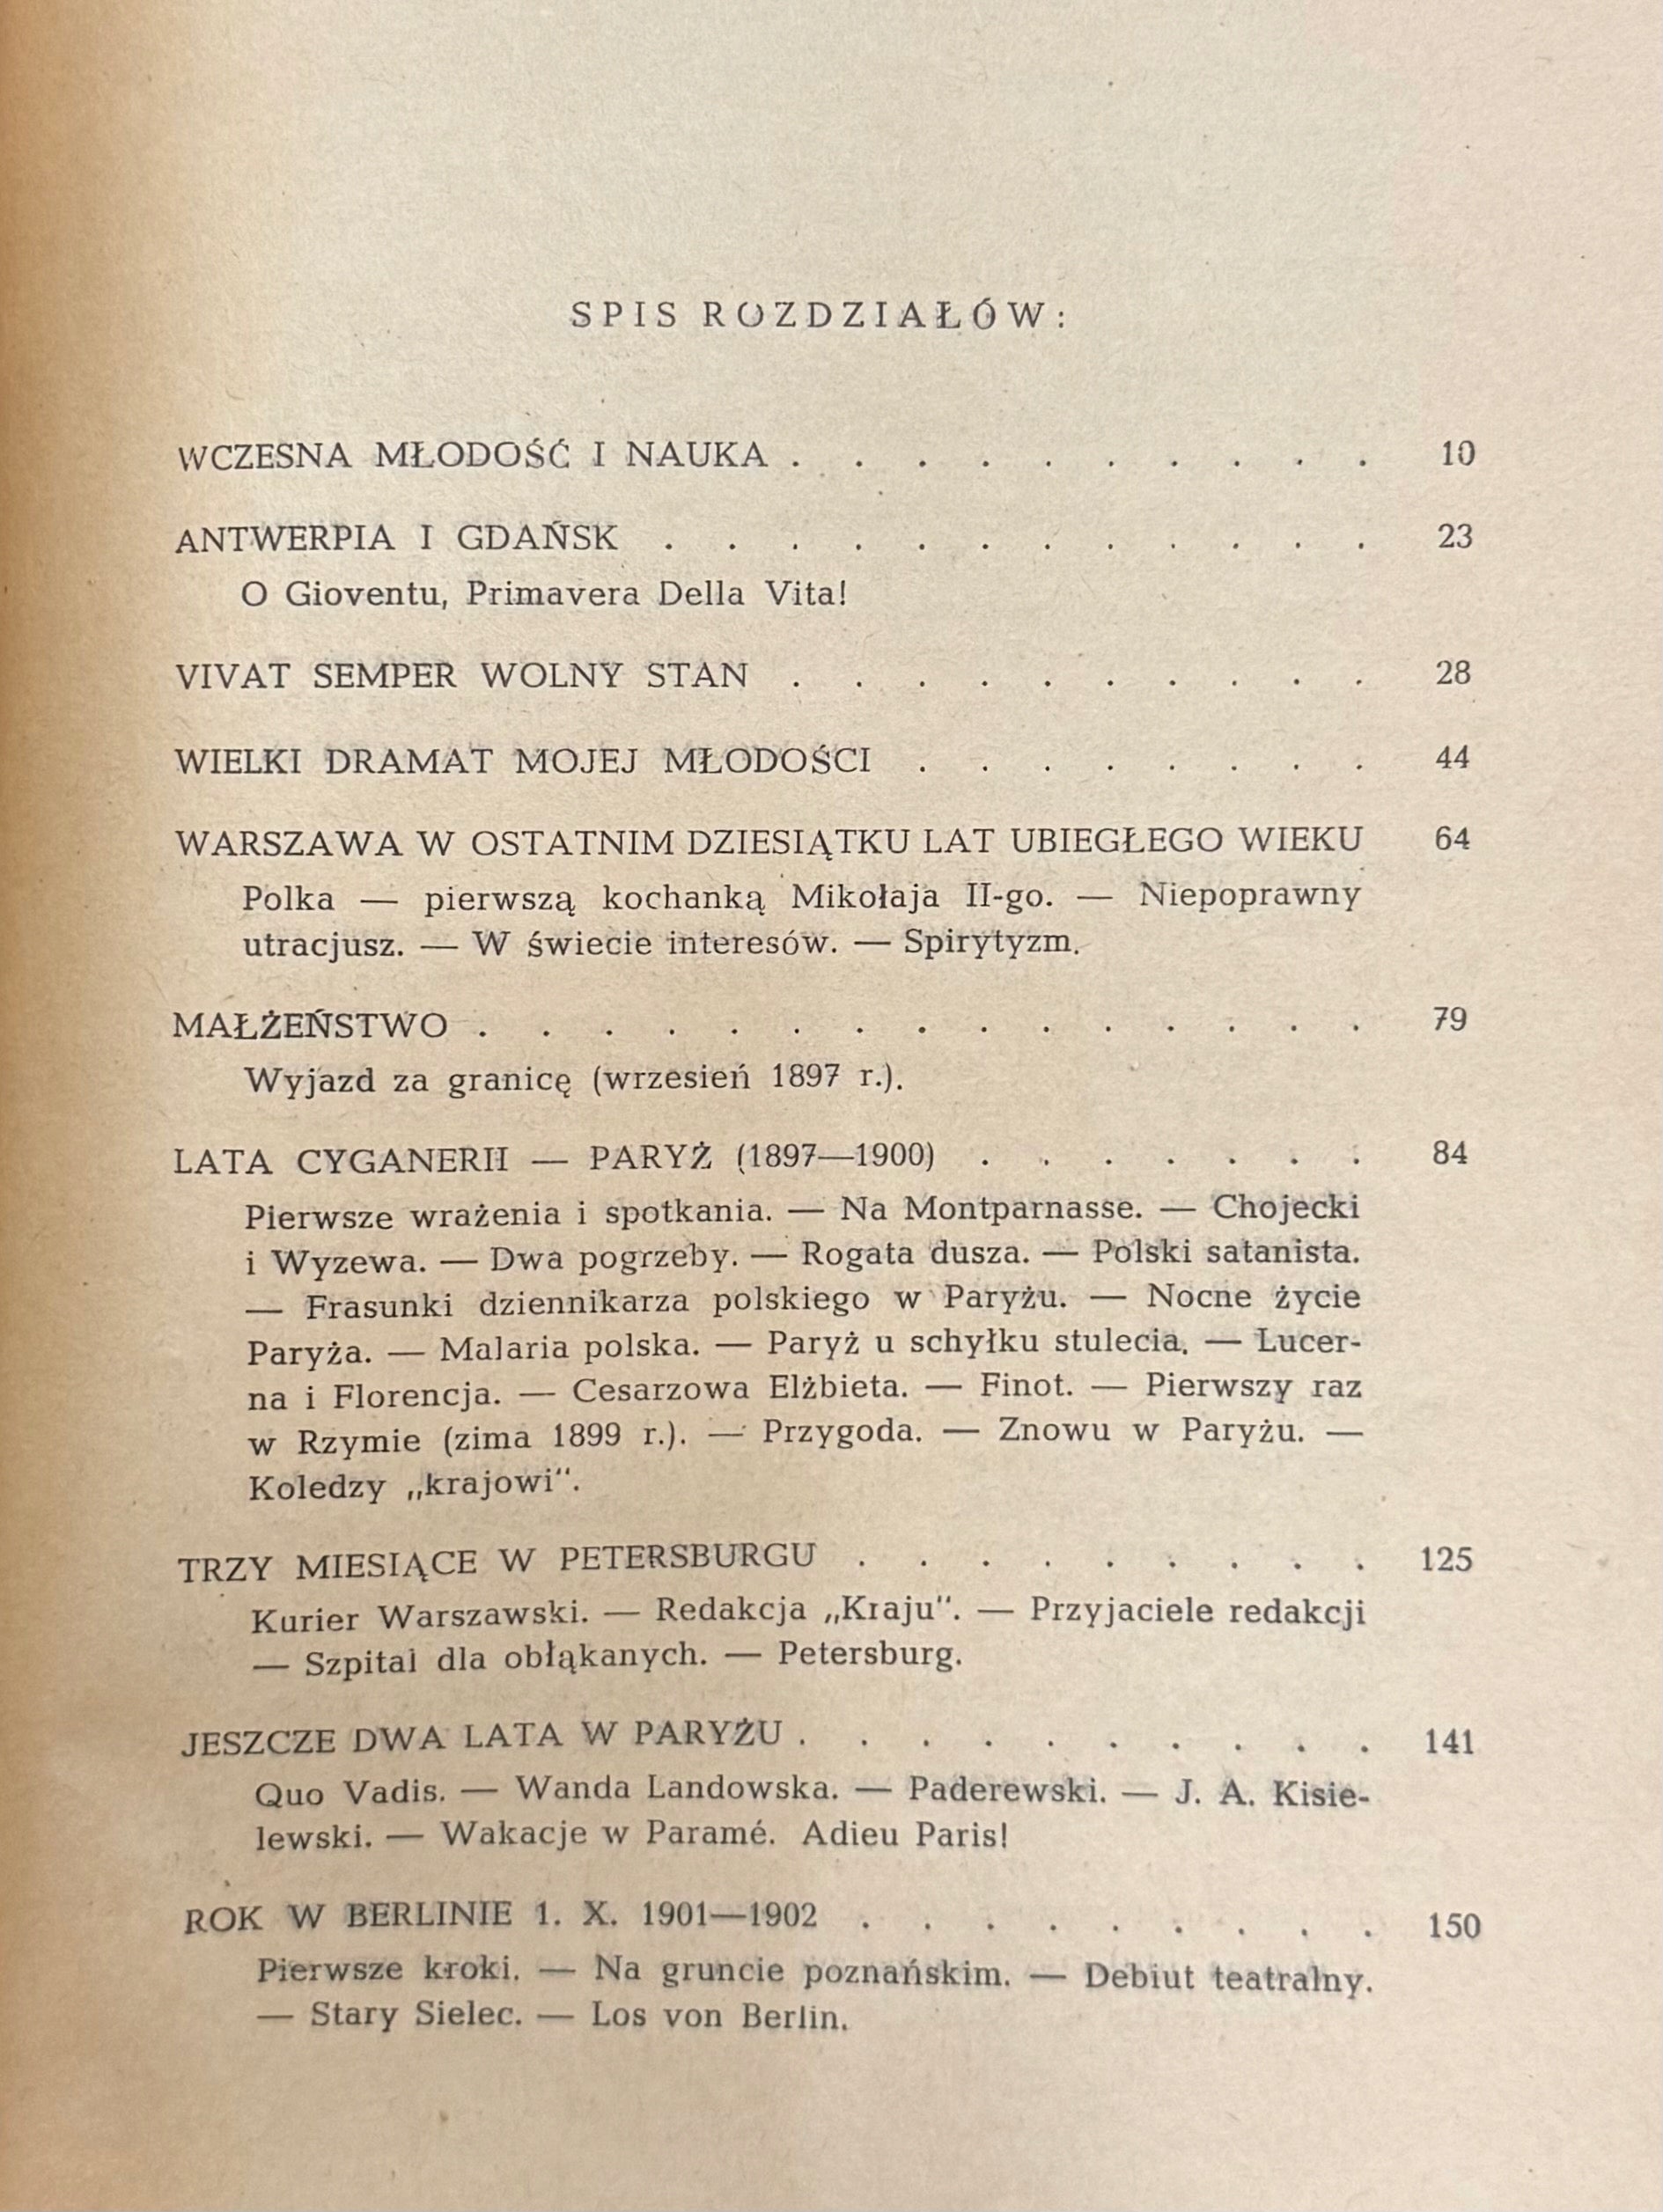 SPIS ROZDZIAŁÓW:
WCZESNA MŁODOŚĆ I NAUKA . . . . . . . . . . 10
ANTWERPIA I GDAŃSK . . . . . . . . . . . . 23
O Gioventu, Primavera Della Vita!
VIVAT SEMPER WOLNY STAN . . . . . . . . . . 28
WIELKI DRAMAT MOJEJ MŁODOŚCI . . . . . . . . 44
WARSZAWA W OSTATNIM DZIESIĄTKU LAT UBIEGŁEGO WIEKU 64
Polka — pierwszą kochanką Mikołaja II-go. — Niepoprawny
utracjusz. — W świecie interesów. — Spirytyzm.
MAŁŻEŃSTWO . . . . . . . . . . . . . . . 79
Wyjazd za granicę (wrzesień 1897 r.).
LATA CYGANERII — PARYŻ (1897—1900) . . . . . . . 84
Pierwsze wrażenia i spotkania. — Na Montparnasse. — Chojecki
i Wyzewa. — Dwa pogrzeby. — Rogata dusza. — Polski satanista.
— Frasunki dziennikarza polskiego w Paryżu. — Nocne życie
Paryża. — Malaria polska. — Paryż u schyłku stulecia. — Lucer-
na i Florencja. — Cesarzowa Elżbieta. — Finot. — Pierwszy raz
w Rzymie (zima 1899 r.). — Przygoda. — Znowu w Paryżu. —
Koledzy „krajowi“.
TRZY MIESIĄCE W PETERSBURGU . . . . . . . . . 125
Kurier Warszawski. — Redakcja „Kraju“. — Przyjaciele redakcji
— Szpital dla obłąkanych. — Petersburg.
JESZCZE DWA LATA W PARYŻU . . . . . . . . . . 141
Quo Vadis. — Wanda Landowska. — Paderewski. — J. A. Kisie-
lewski. — Wakacje w Paramé. Adieu Paris!
ROK W BERLINIE 1. X. 1901—1902 . . . . . . . . . 150
Pierwsze kroki. — Na gruncie poznańskim. — Debiut teatralny.
— Stary Sielec. — Los von Berlin.